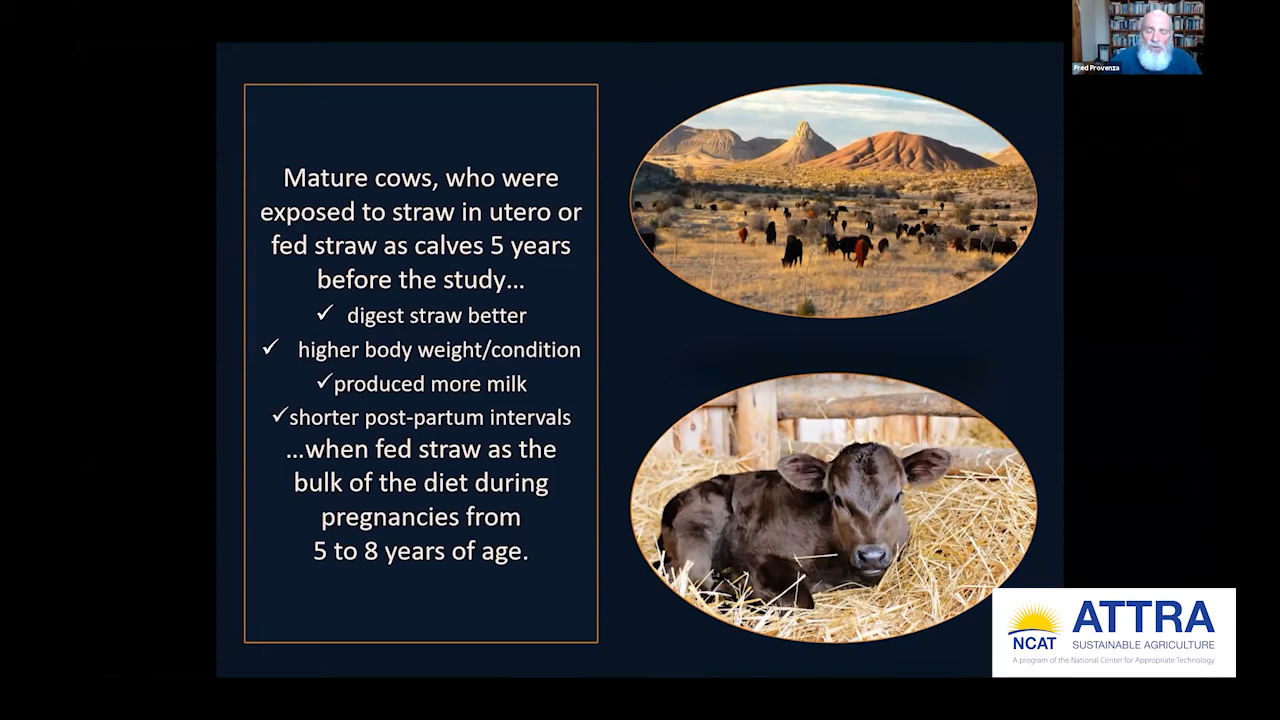 Fred Provenza
Mature cows, who were
exposed to straw in utero or
fed straw as calves 5 years
before the study…
✓ digest straw better
✓ higher body weight/condition
✓produced more milk
✓shorter post-partum intervals
…when fed straw as the
bulk of the diet during
pregnancies from
5 to 8 years of age.
NCAT
ATTRA
SUSTAINABLE AGRICULTURE
A program of the National Center for Appropriate Technology